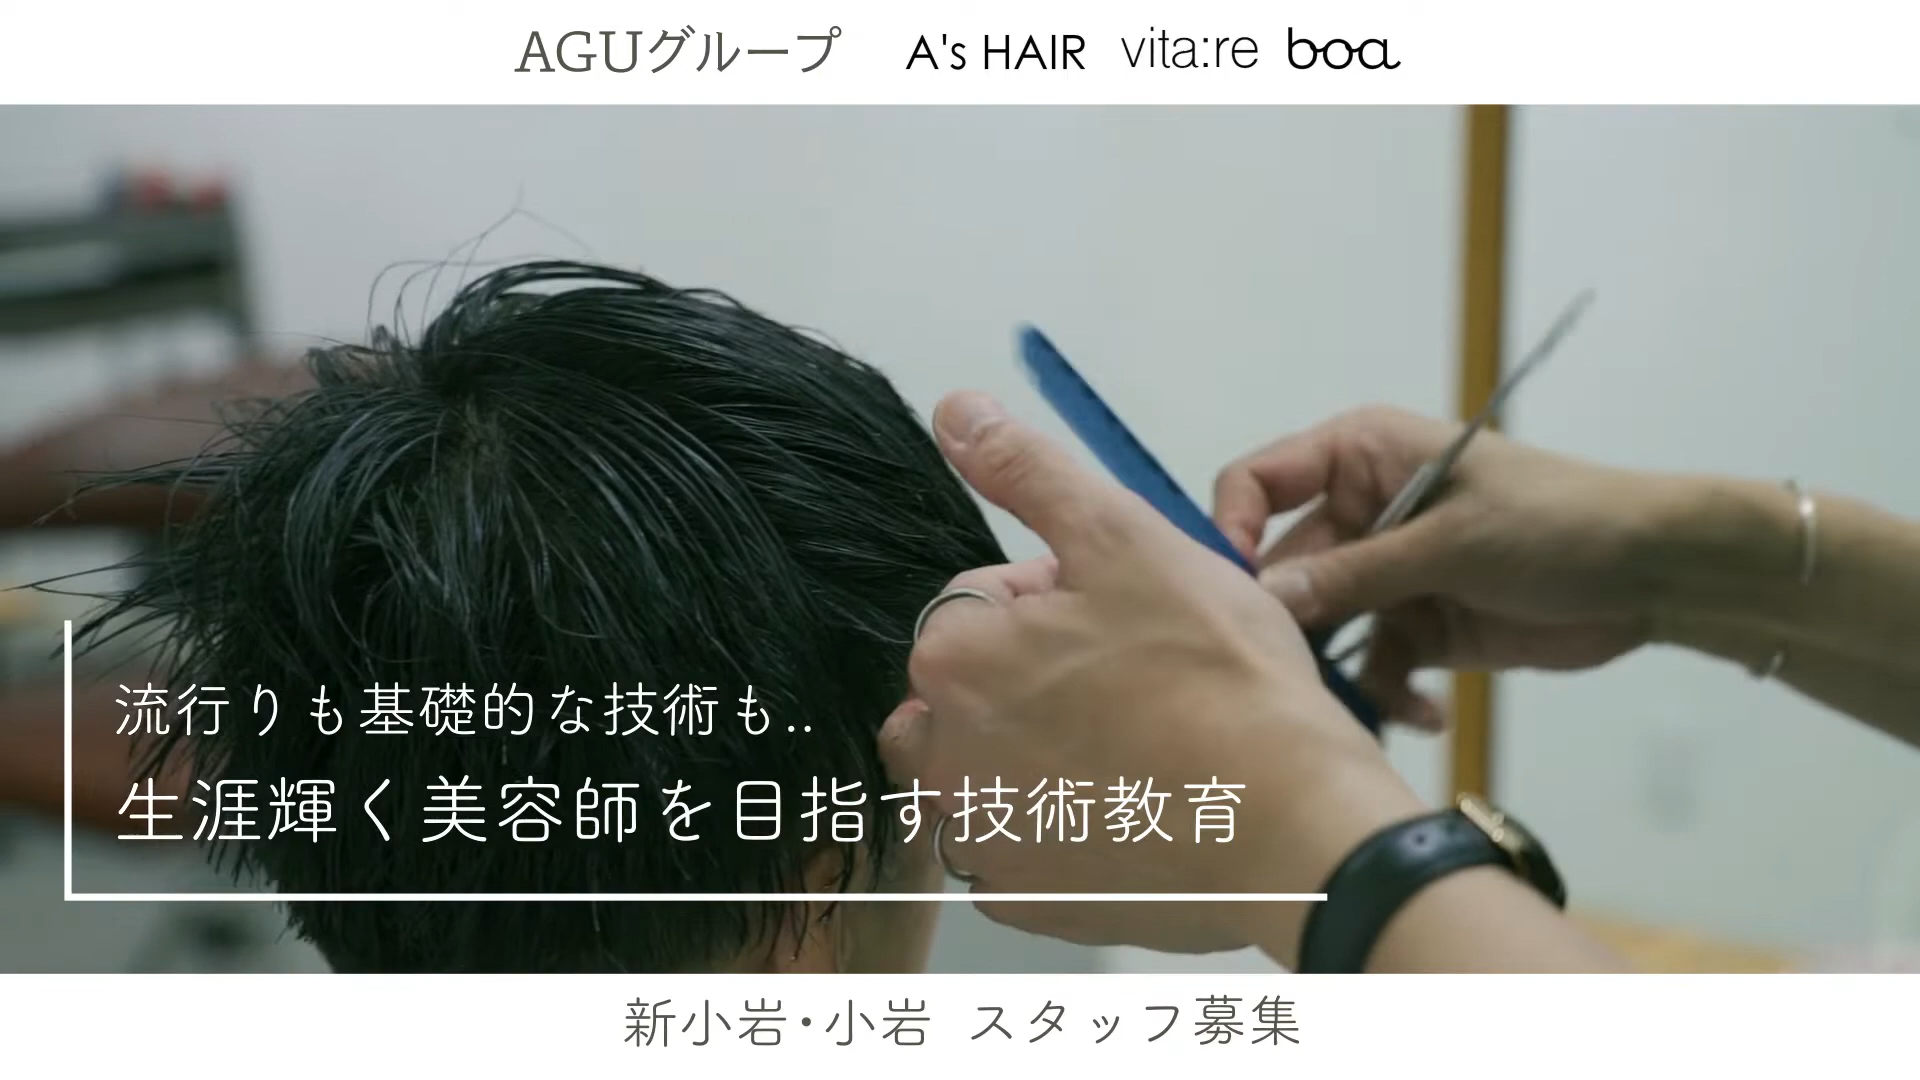 AGUグループ A's HAIR vita:re boa
流行りも基礎的な技術も..
生涯輝く美容師を目指す技術教育
新小岩・小岩 スタッフ募集